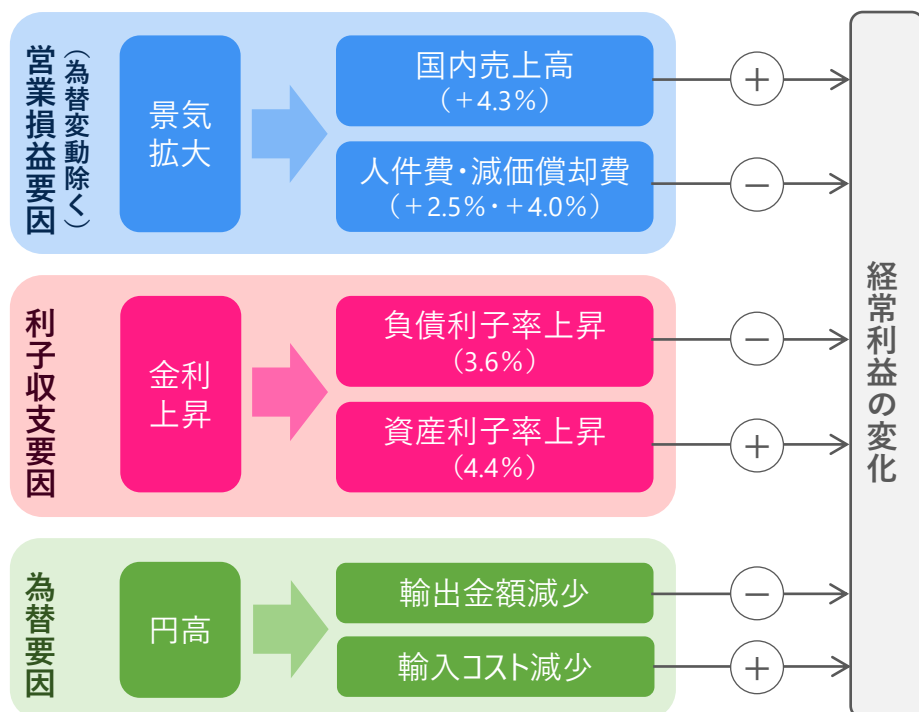 営業損益要因
（為替変動除く）
景気
拡大
国内売上高
（＋4.3%）
＋
人件費・減価償却費
（＋2.5%・＋4.0%）
－
利子収支要因
金利
上昇
負債利子率上昇
(3.6%)
－
資産利子率上昇
(4.4%)
＋
為替要因
円高
輸出金額減少
－
輸入コスト減少
＋
経常利益の変化